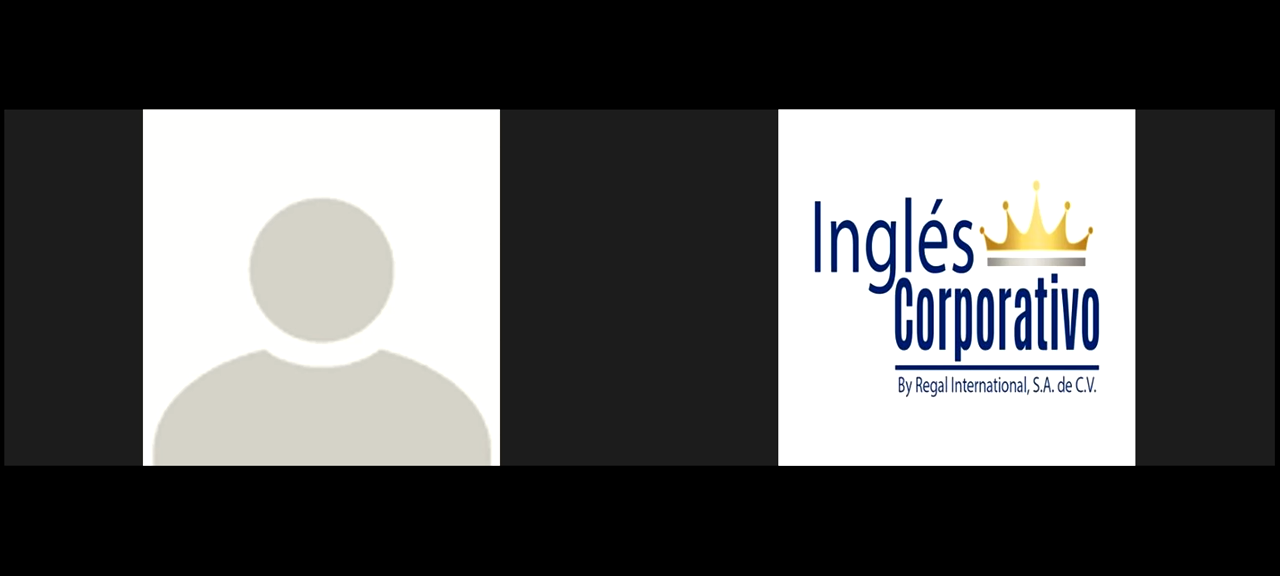 Inglés
Corporativo
By Regal International, S.A. de C.V.